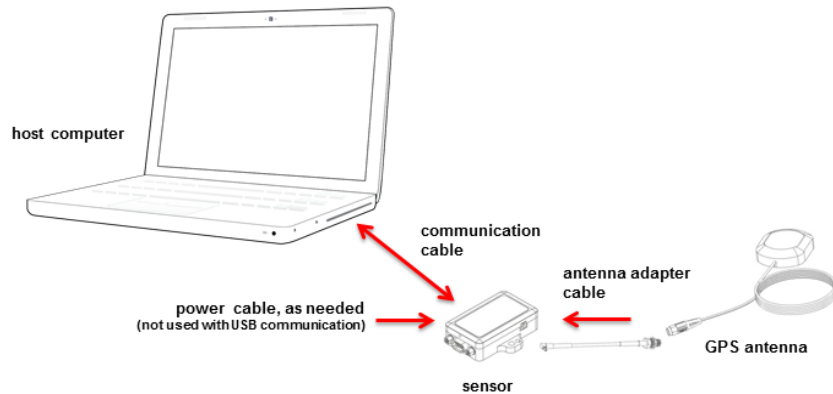 host computer
communication
cable
antenna adapter
cable
power cable, as needed
(not used with USB communication)
GPS antenna
sensor